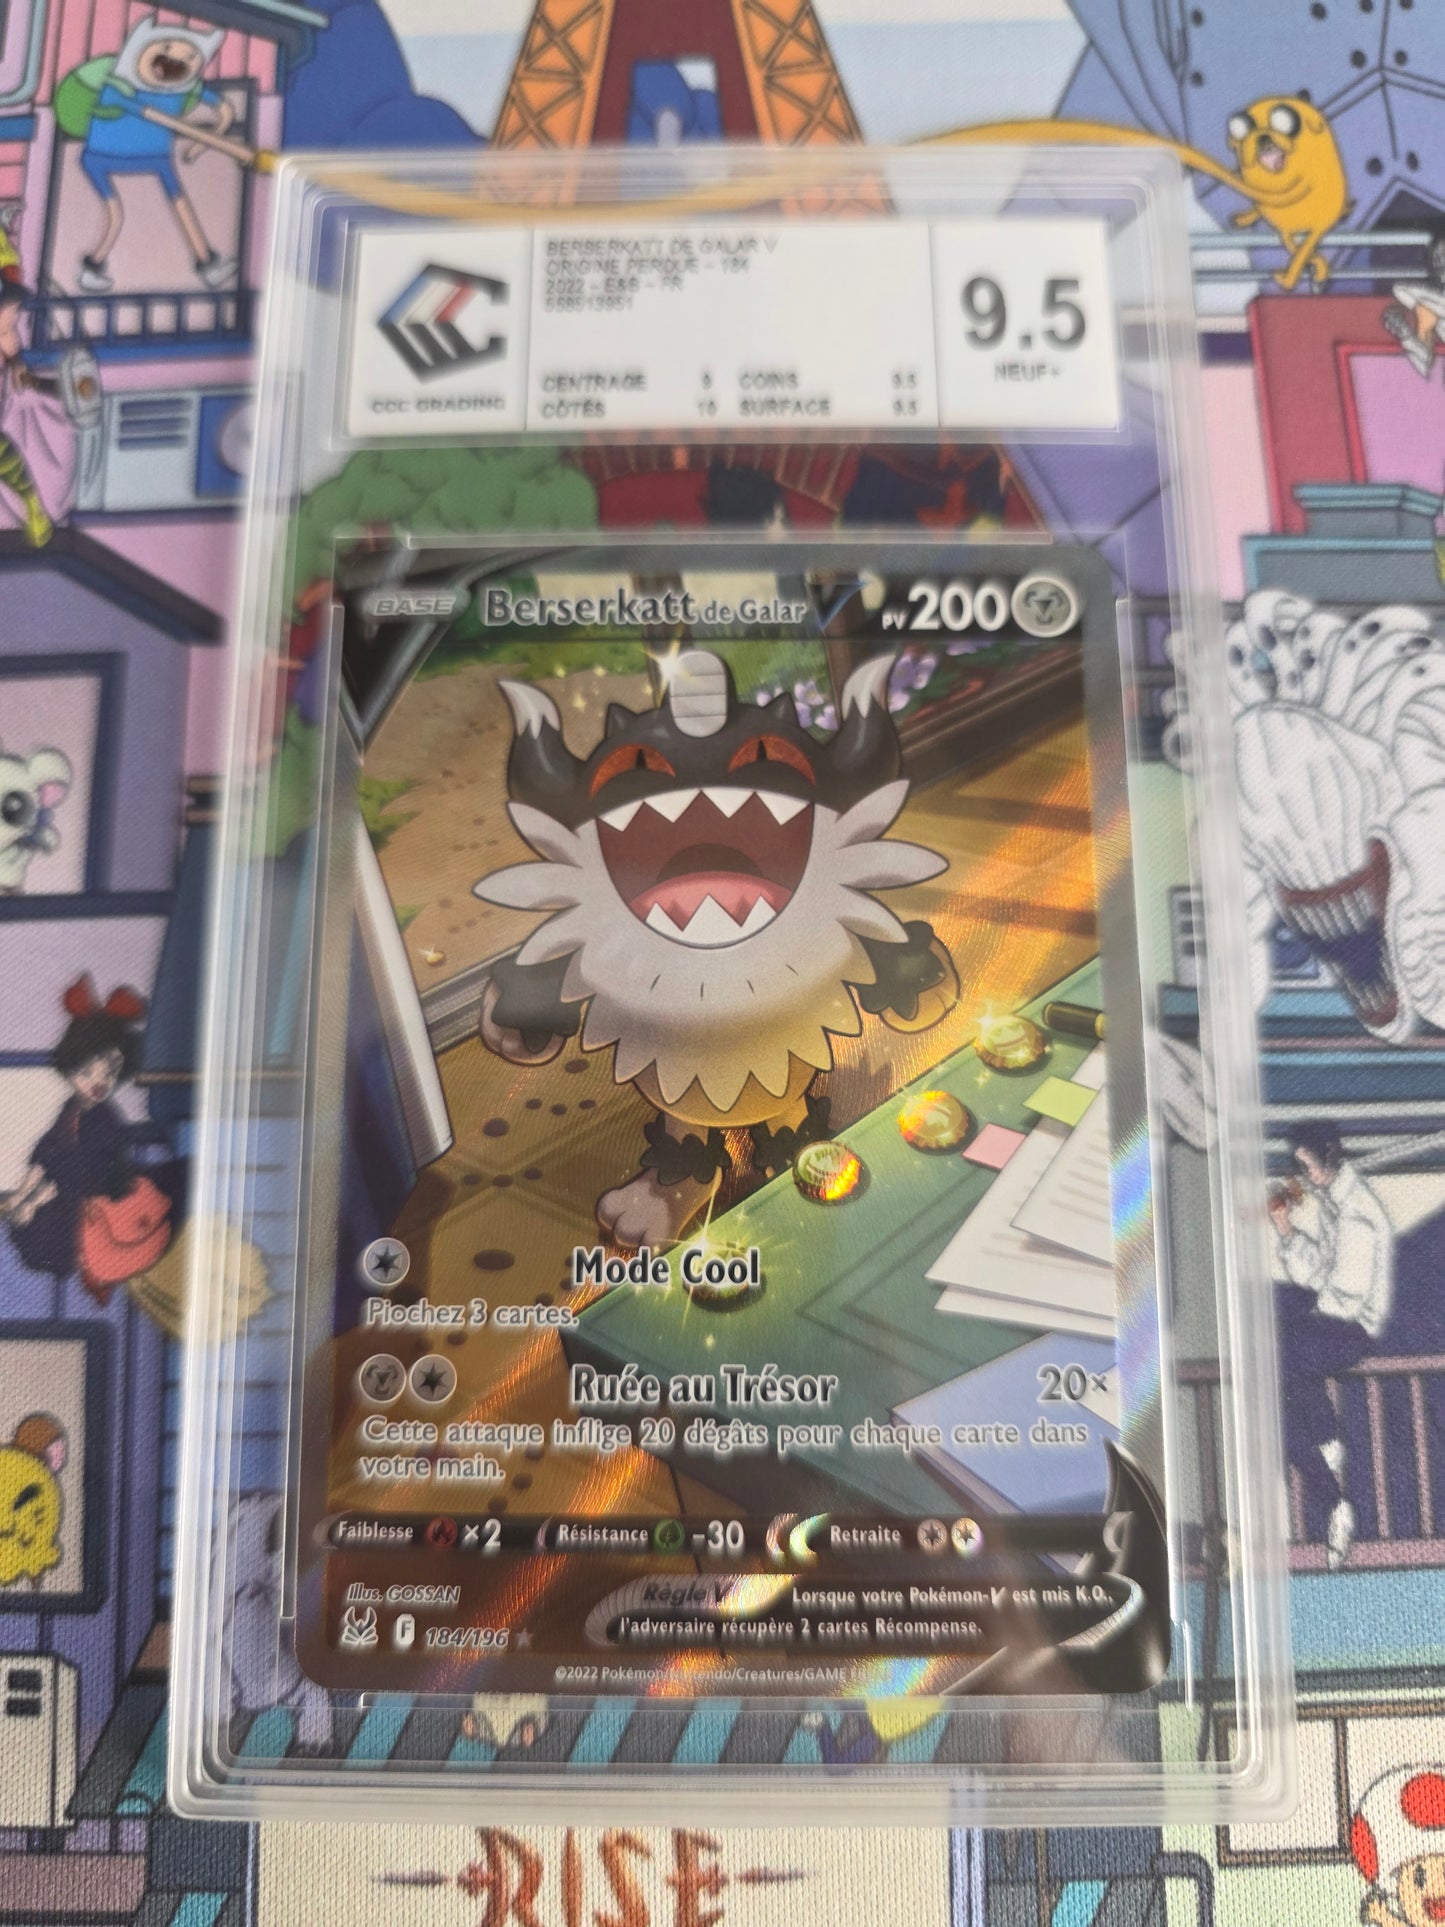 BERSERKATT DE GALAR V
ORIGINE PERDUE - 184
2022 - E&B - FR
558513951
CENTRAGE 9 COINS 9.5
CÔTÉS 10 SURFACE 9.5
CCC GRADING
9.5
NEUF+
BASE Berserkatt de Galar V PV 200
Mode Cool
Piochez 3 cartes.
Ruée au Trésor 20×
Cette attaque inflige 20 dégâts pour chaque carte dans
votre main.
Faiblesse ×2 Résistance -30 Retraite
Illus. GOSSAN
F 184/196
Règle V Lorsque votre Pokémon-V est mis K.O.,
l'adversaire récupère 2 cartes Récompense.
©2022 Pokémon/Nintendo/Creatures/GAME
RISE